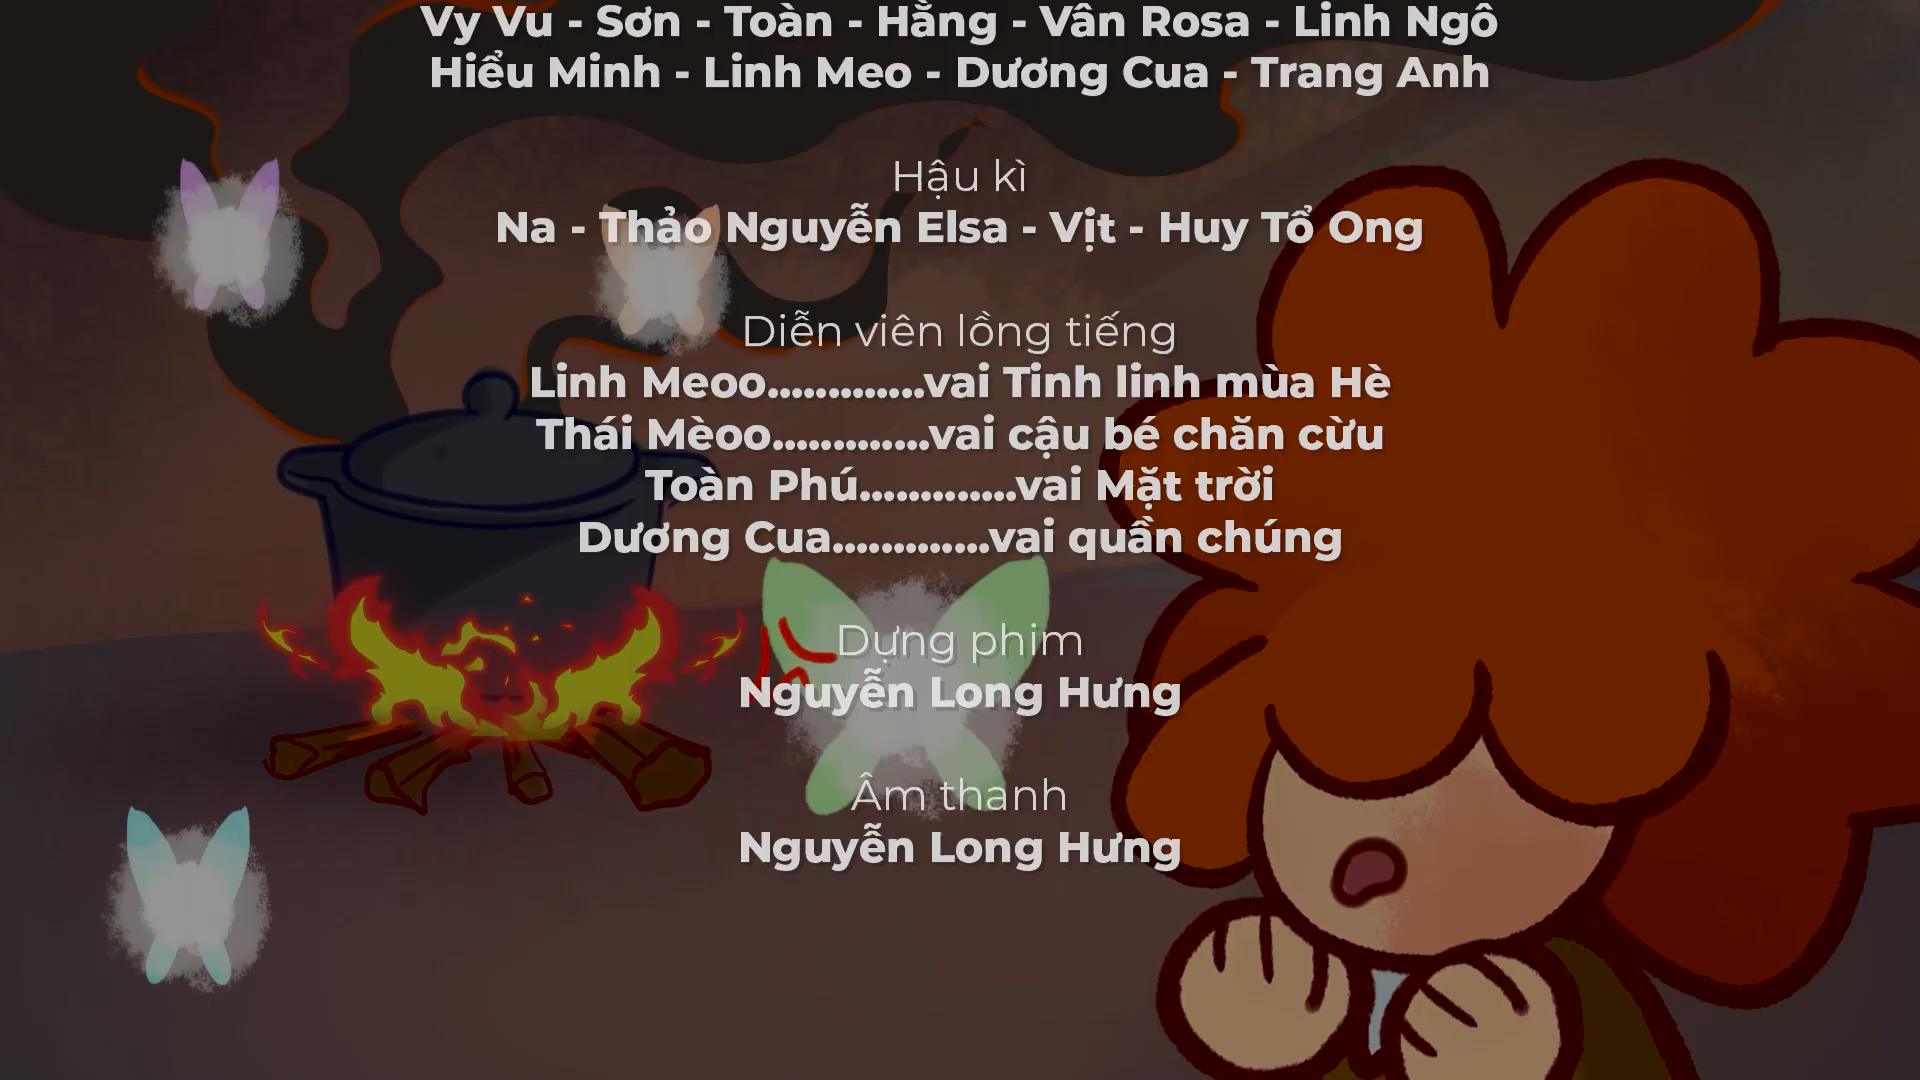 Vy Vu - Sơn - Toàn - Hằng - Vân Rosa - Linh Ngô
Hiểu Minh - Linh Meo - Dương Cua - Trang Anh
Hậu kì
Na - Thảo Nguyễn Elsa - Vịt - Huy Tổ Ong
Diễn viên lồng tiếng
Linh Meoo.............vai Tinh linh mùa Hè
Thái Mèoo.............vai cậu bé chăn cừu
Toàn Phú.............vai Mặt trời
Dương Cua.............vai quần chúng
Dựng phim
Nguyễn Long Hưng
Âm thanh
Nguyễn Long Hưng